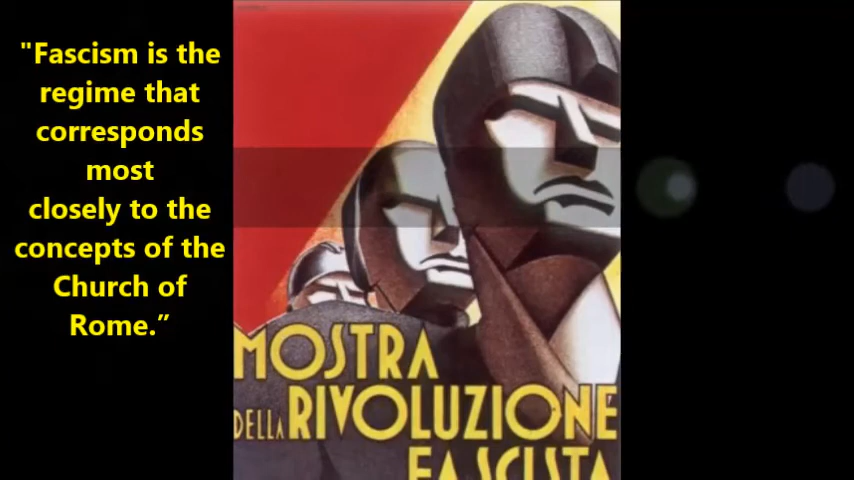 "Fascism is the
regime that
corresponds
most
closely to the
concepts of the
Church of
Rome.”
MOSTRA
DELLA RIVOLUZIONE
FASCISTA